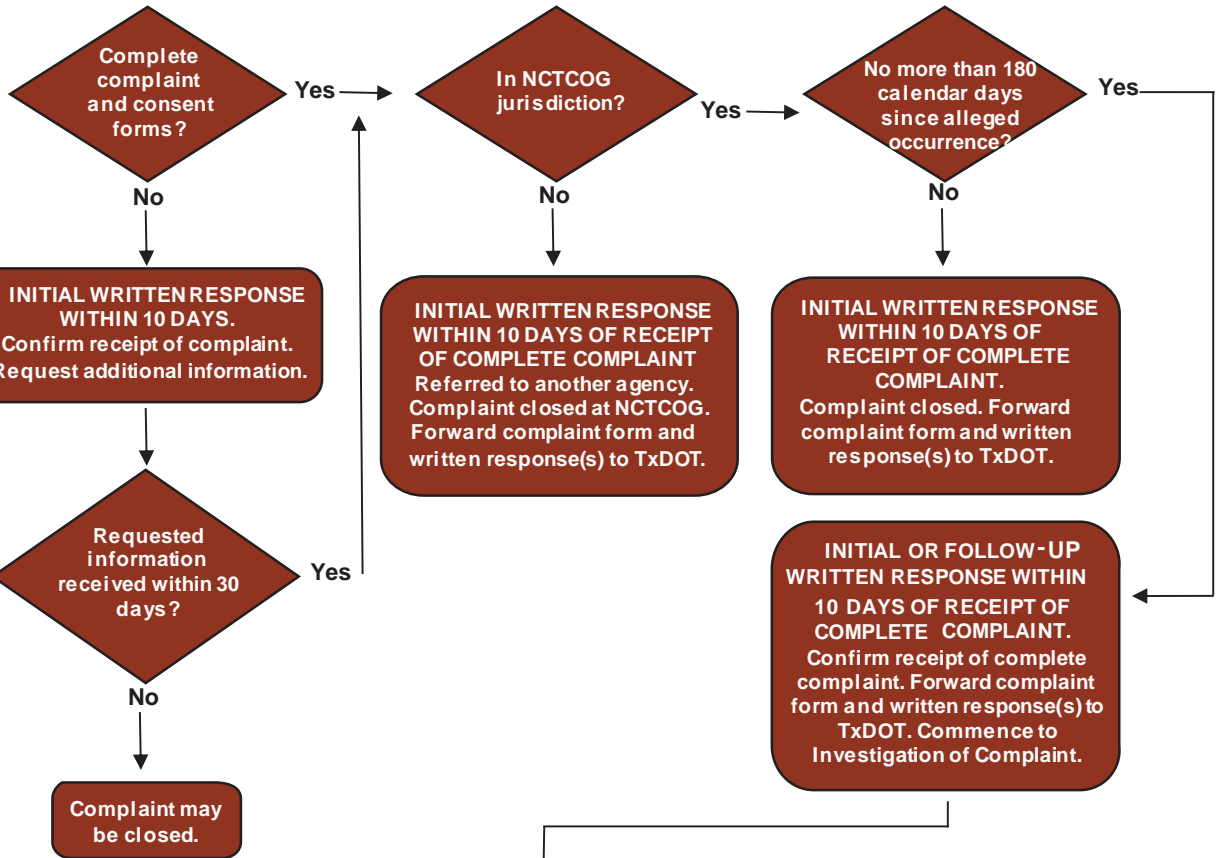 Complete
complaint
and consent
forms?
Yes
No
INITIAL WRITTEN RESPONSE
WITHIN 10 DAYS.
Confirm receipt of complaint.
Request additional information.
Requested
information
received within 30
days?
Yes
No
Complaint may
be closed.
In NCTCOG
jurisdiction?
Yes
No
INITIAL WRITTEN RESPONSE
WITHIN 10 DAYS OF RECEIPT
OF COMPLETE COMPLAINT
Referred to another agency.
Complaint closed at NCTCOG.
Forward complaint form and
written response(s) to TxDOT.
No more than 180
calendar days
since alleged
occurrence?
Yes
No
INITIAL WRITTEN RESPONSE
WITHIN 10 DAYS OF
RECEIPT OF COMPLETE
COMPLAINT.
Complaint closed. Forward
complaint form and written
response(s) to TxDOT.
INITIAL OR FOLLOW-UP
WRITTEN RESPONSE WITHIN
10 DAYS OF RECEIPT OF
COMPLETE COMPLAINT.
Confirm receipt of complete
complaint. Forward complaint
form and written response(s) to
TxDOT. Commence to
Investigation of Complaint.